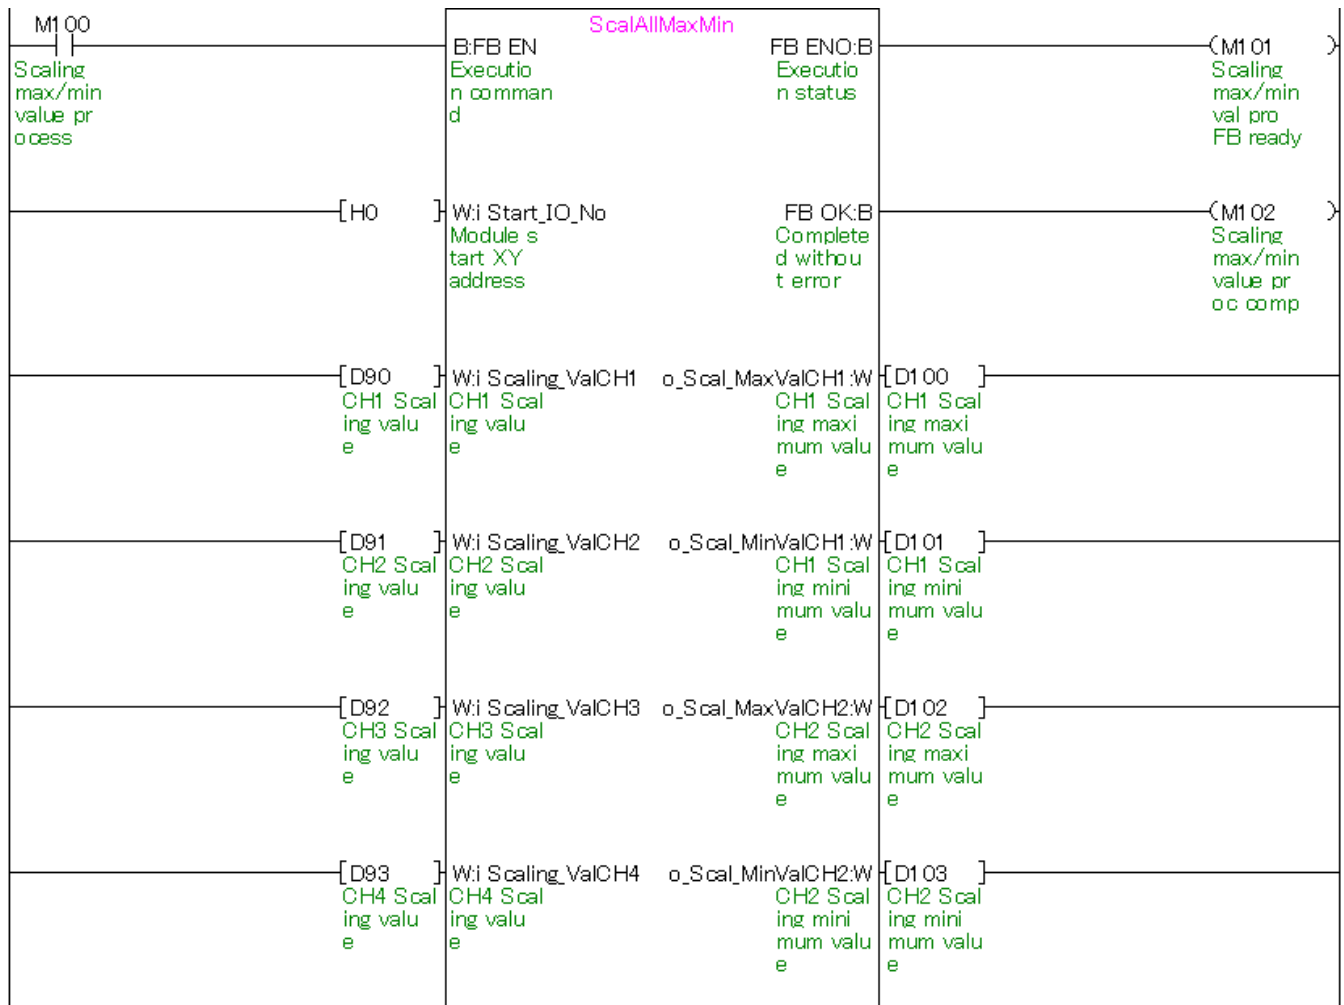 M100
ScalAllMaxMin
B:FB EN
FB ENO:B
M101
Scaling
max/min
value pr
ocess
Executio
n comman
d
Executio
n status
Scaling
max/min
val pro
FB ready
H0
W:i Start_IO_No
FB OK:B
M102
Module s
tart XY
address
Complete
d withou
t error
Scaling
max/min
value pr
oc comp
D90
W:i Scaling_ValCH1
o_Scal_MaxValCH1:W
D100
CH1 Scal
ing valu
e
CH1 Scal
ing valu
e
CH1 Scal
ing maxi
mum valu
e
CH1 Scal
ing maxi
mum valu
e
D91
W:i Scaling_ValCH2
o_Scal_MinValCH1:W
D101
CH2 Scal
ing valu
e
CH2 Scal
ing valu
e
CH1 Scal
ing mini
mum valu
e
CH1 Scal
ing mini
mum valu
e
D92
W:i Scaling_ValCH3
o_Scal_MaxValCH2:W
D102
CH3 Scal
ing valu
e
CH3 Scal
ing valu
e
CH2 Scal
ing maxi
mum valu
e
CH2 Scal
ing maxi
mum valu
e
D93
W:i Scaling_ValCH4
o_Scal_MinValCH2:W
D103
CH4 Scal
ing valu
e
CH4 Scal
ing valu
e
CH2 Scal
ing mini
mum valu
e
CH2 Scal
ing mini
mum valu
e